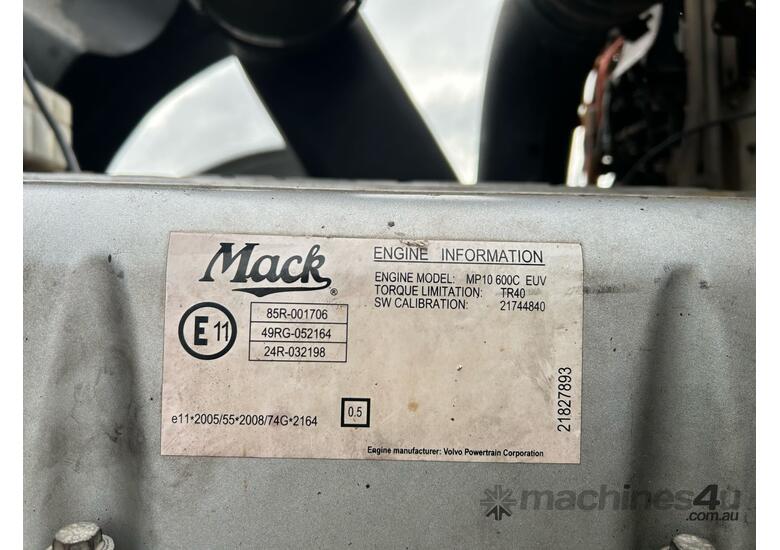 Mack
®
ENGINE INFORMATION
ENGINE MODEL: MP10 600C EUV
TORQUE LIMITATION: TR40
SW CALIBRATION: 21744840
E 11
85R-001706
49RG-052164
24R-032198
e11*2005/55*2008/74G*2164
0.5
21827893
Engine manufacturer: Volvo Powertrain Corporation
machines4u
.com.au